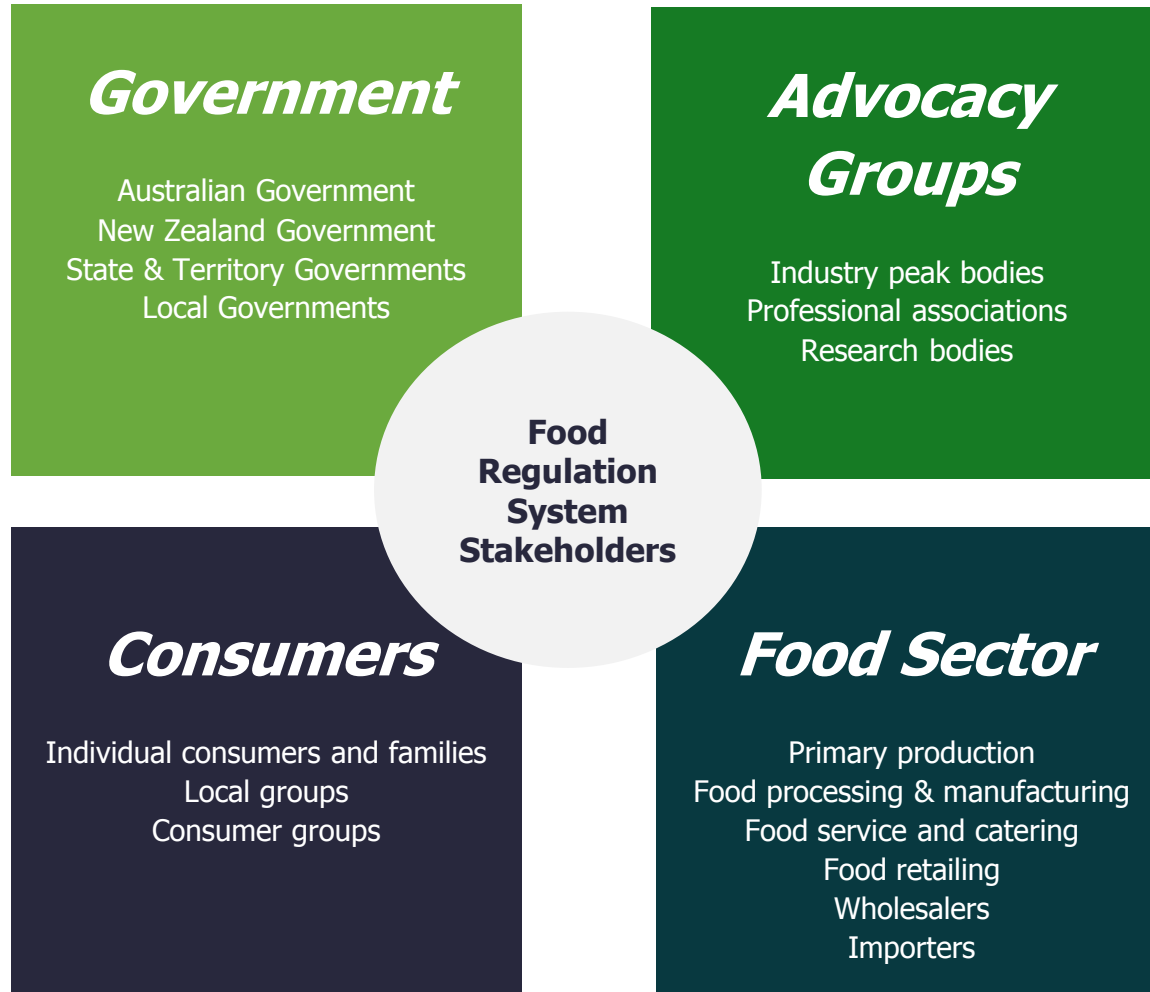 Government
Australian Government
New Zealand Government
State & Territory Governments
Local Governments
Advocacy
Groups
Industry peak bodies
Professional associations
Research bodies
Food
Regulation
System
Stakeholders
Consumers
Individual consumers and families
Local groups
Consumer groups
Food Sector
Primary production
Food processing & manufacturing
Food service and catering
Food retailing
Wholesalers
Importers